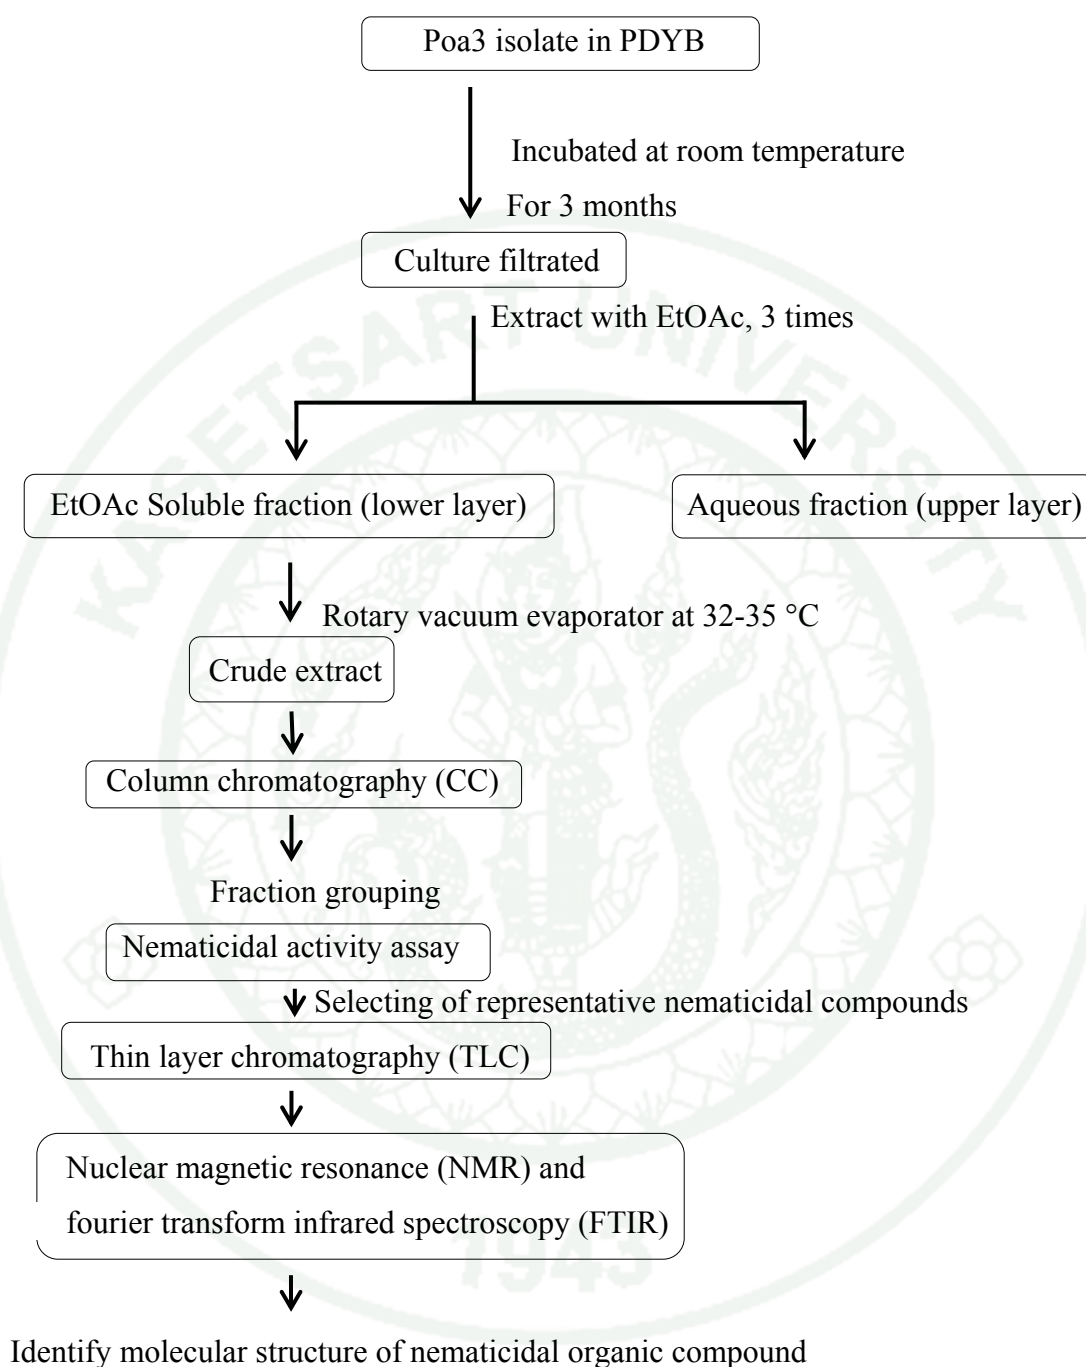 Poa3 isolate in PDYB
Incubated at room temperature
For 3 months
Culture filtrated
Extract with EtOAc, 3 times
EtOAc Soluble fraction (lower layer)
Aqueous fraction (upper layer)
Rotary vacuum evaporator at 32-35 °C
Crude extract
Column chromatography (CC)
Fraction grouping
Nematicidal activity assay
Selecting of representative nematicidal compounds
Thin layer chromatography (TLC)
Nuclear magnetic resonance (NMR) and
fourier transform infrared spectroscopy (FTIR)
Identify molecular structure of nematicidal organic compound
KASETSART UNIVERSITY
1943